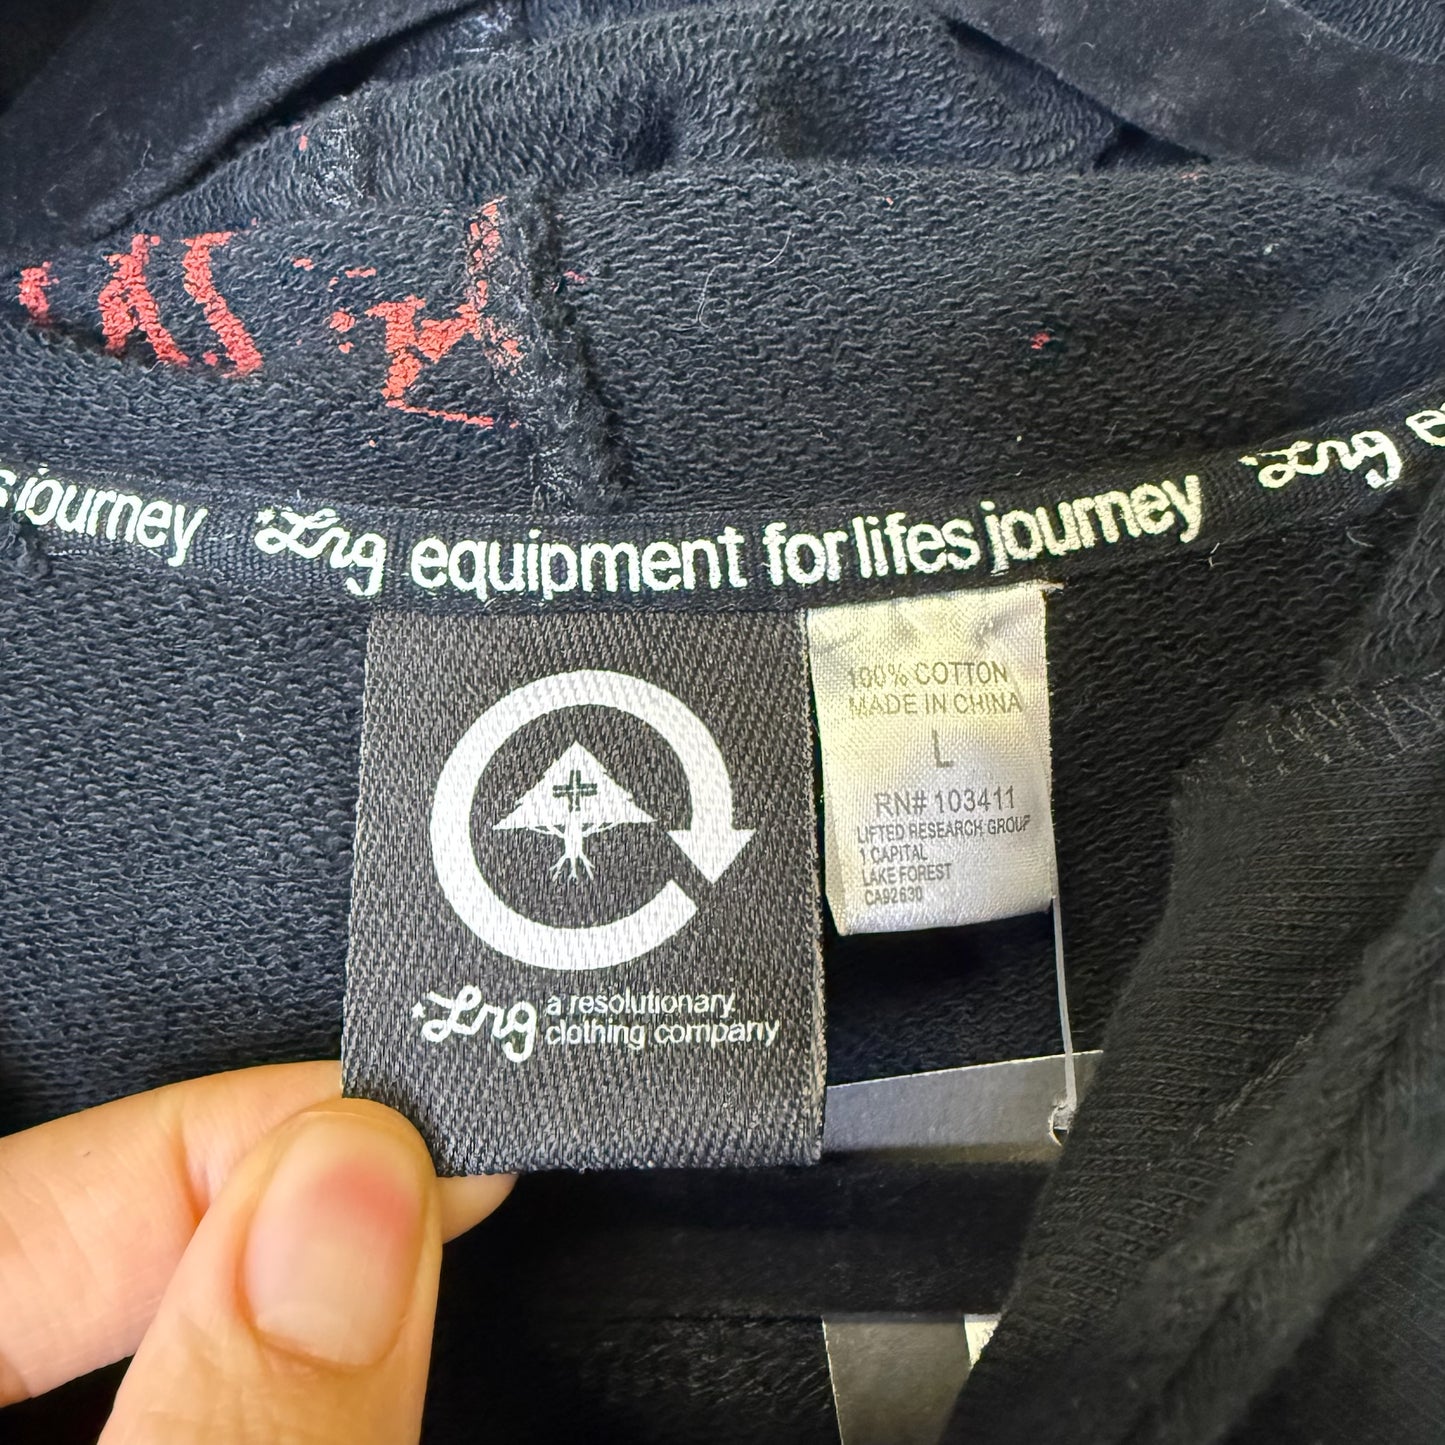 s journey Lrg equipment for lifes journey Lrg e
100% COTTON
MADE IN CHINA
L
RN# 103411
LIFTED RESEARCH GROUP
1 CAPITAL
LAKE FOREST
CA92630
Lrg a resolutionary
clothing company